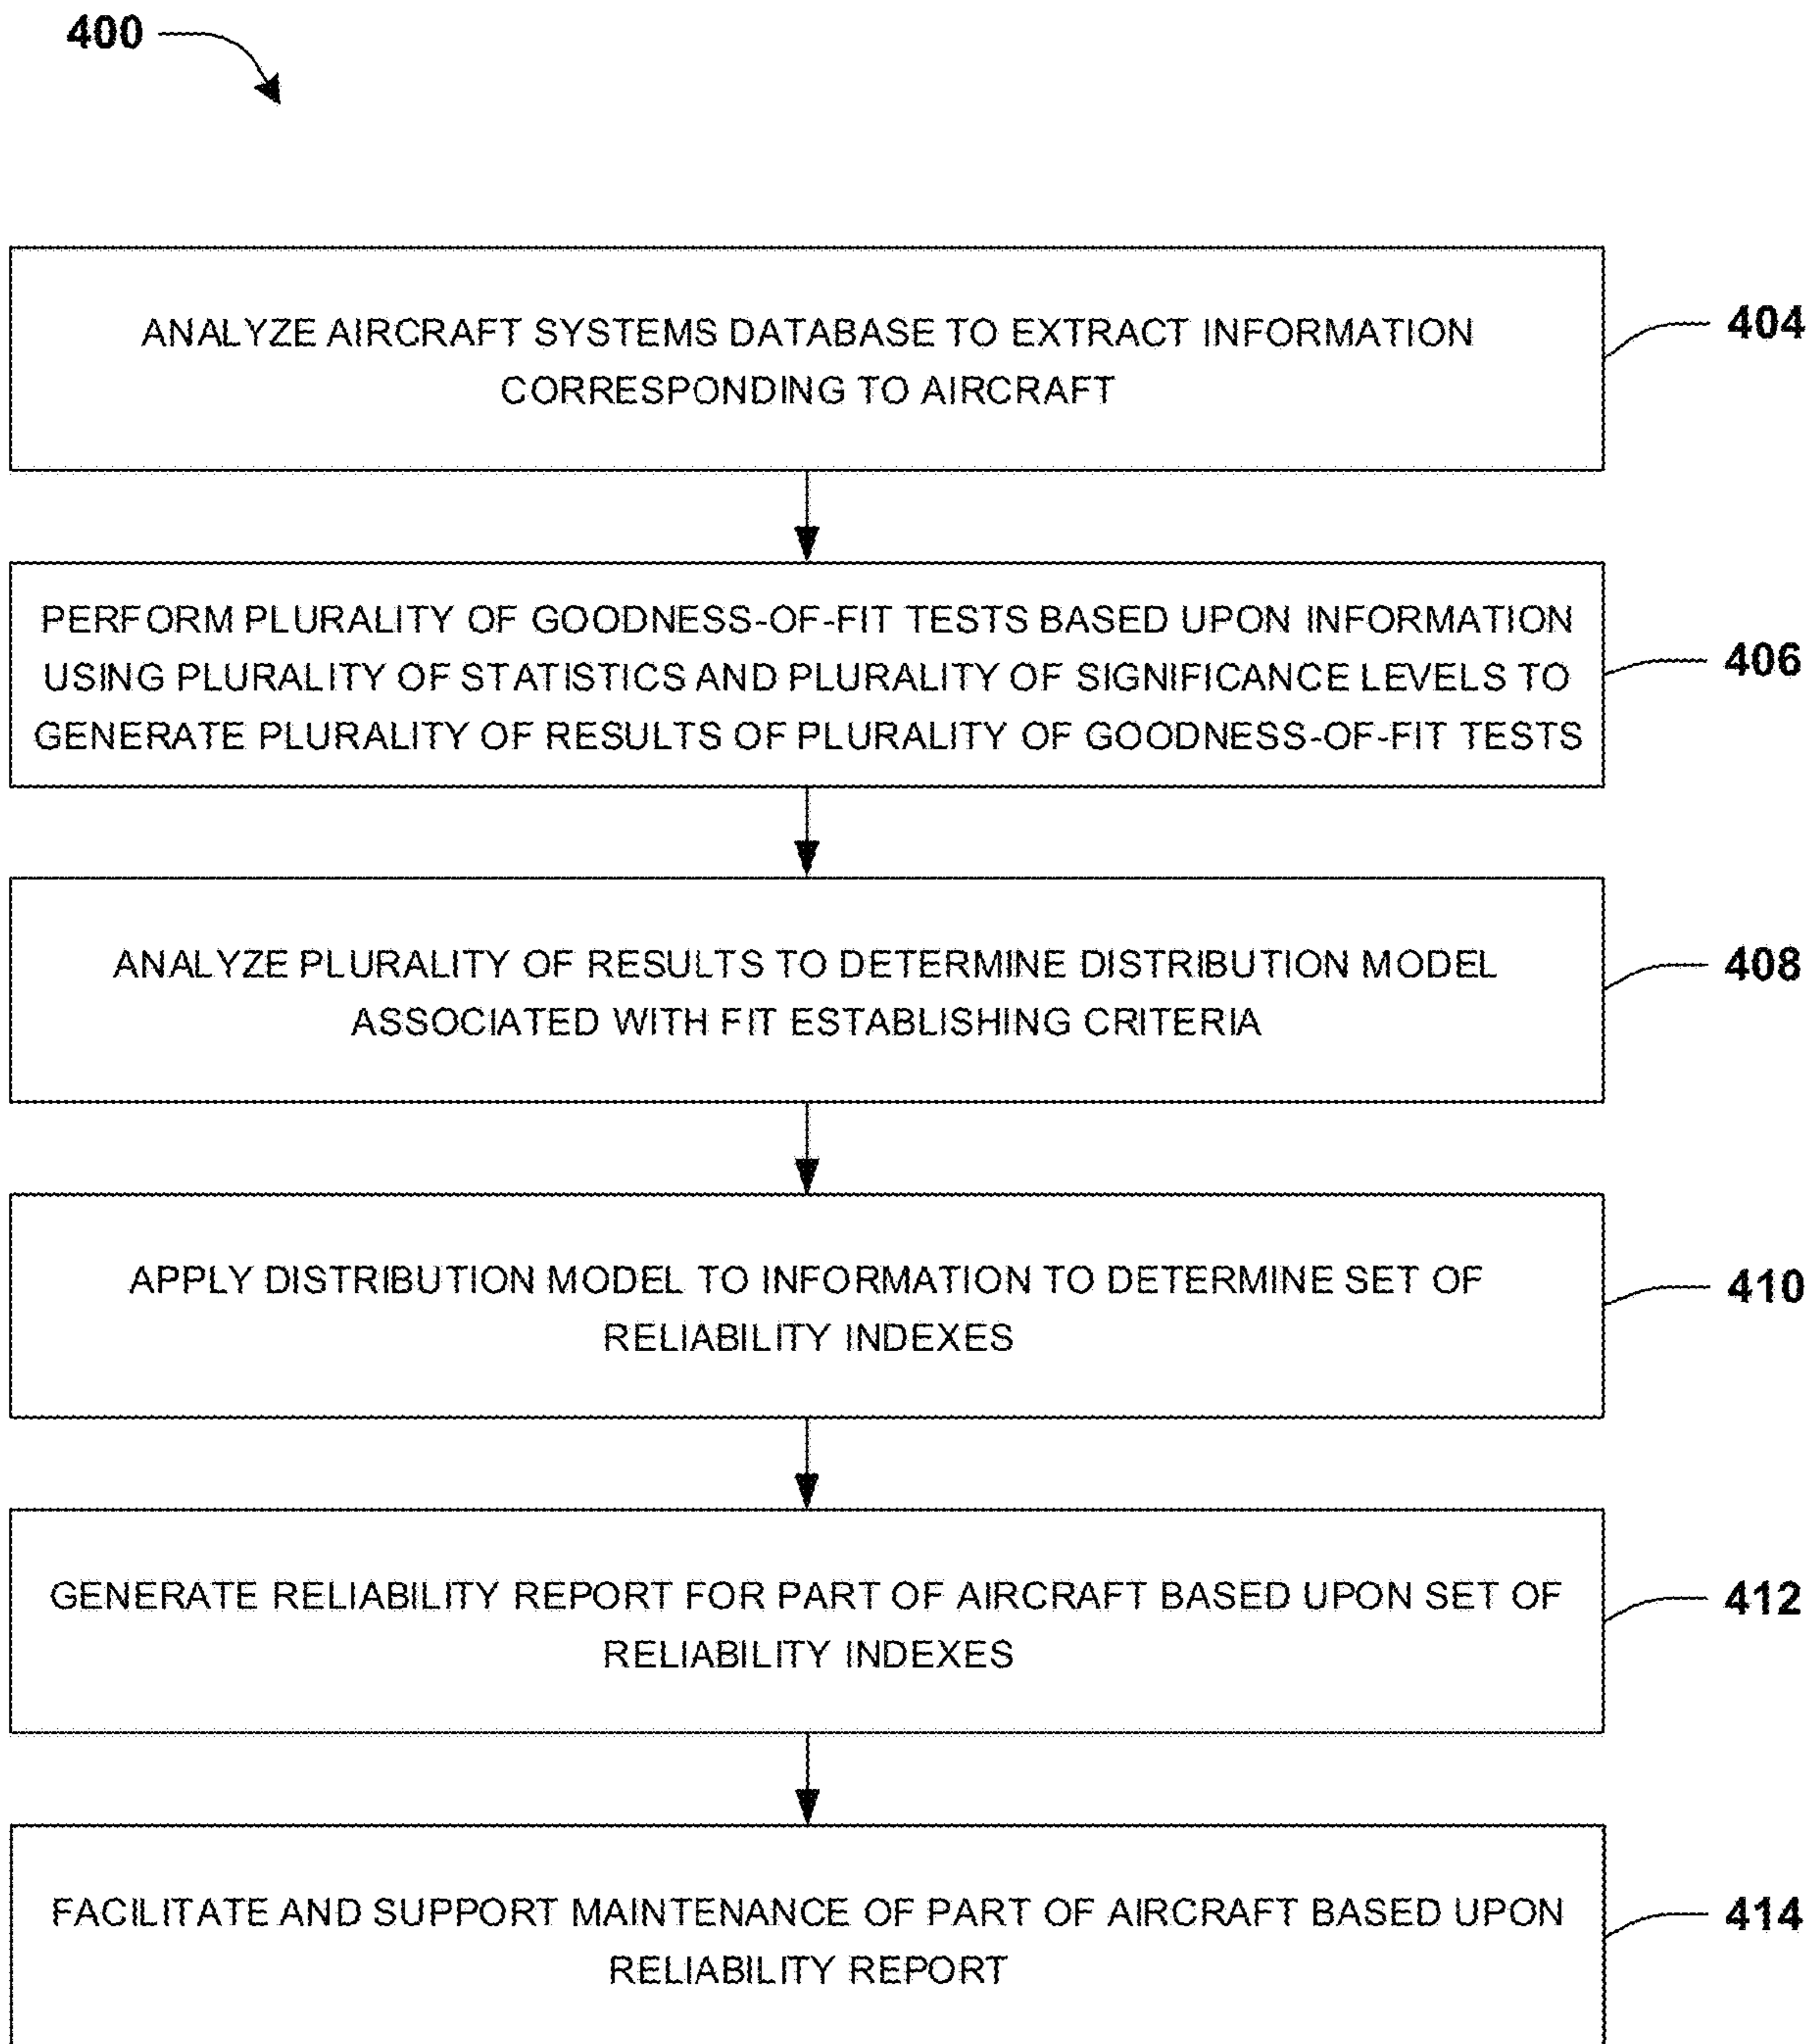 400
ANALYZE AIRCRAFT SYSTEMS DATABASE TO EXTRACT INFORMATION
CORRESPONDING TO AIRCRAFT
404
PERFORM PLURALITY OF GOODNESS-OF-FIT TESTS BASED UPON INFORMATION
USING PLURALITY OF STATISTICS AND PLURALITY OF SIGNIFICANCE LEVELS TO
GENERATE PLURALITY OF RESULTS OF PLURALITY OF GOODNESS-OF-FIT TESTS
406
ANALYZE PLURALITY OF RESULTS TO DETERMINE DISTRIBUTION MODEL
ASSOCIATED WITH FIT ESTABLISHING CRITERIA
408
APPLY DISTRIBUTION MODEL TO INFORMATION TO DETERMINE SET OF
RELIABILITY INDEXES
410
GENERATE RELIABILITY REPORT FOR PART OF AIRCRAFT BASED UPON SET OF
RELIABILITY INDEXES
412
FACILITATE AND SUPPORT MAINTENANCE OF PART OF AIRCRAFT BASED UPON
RELIABILITY REPORT
414